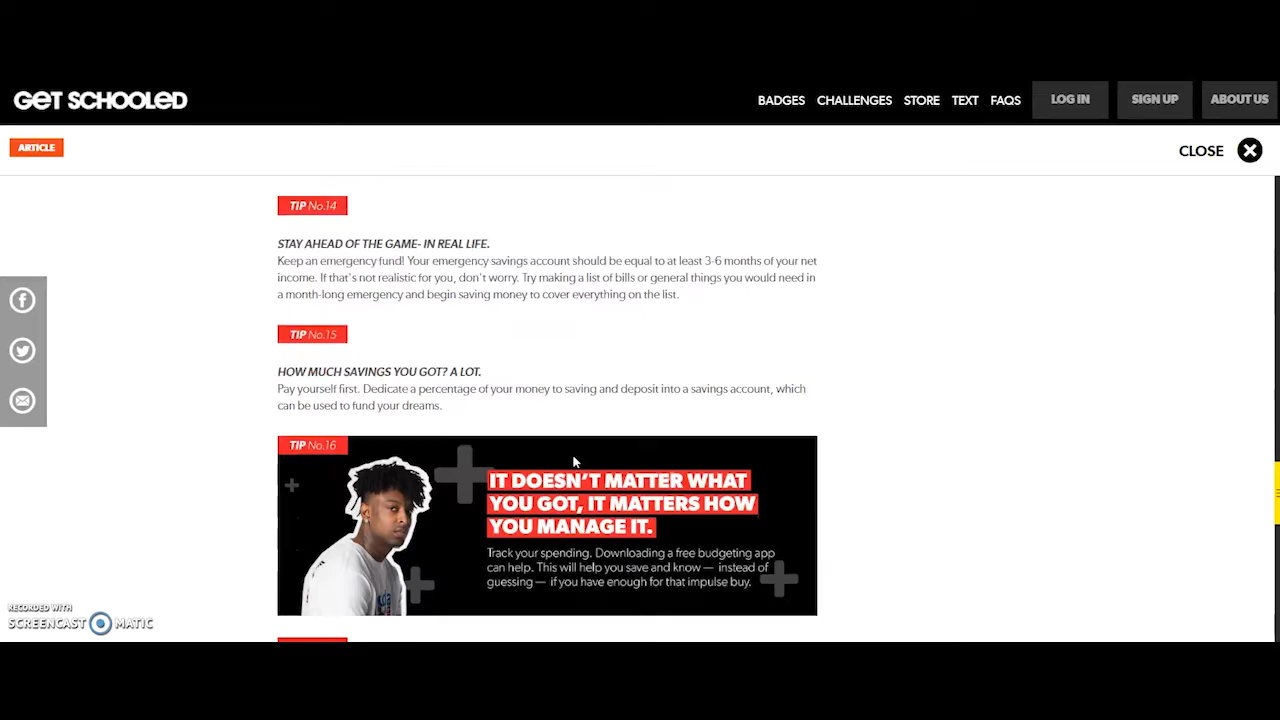 GET SCHOOLED
BADGES CHALLENGES STORE TEXT FAQS LOG IN SIGN UP ABOUT US
ARTICLE
CLOSE
TIP No.14
STAY AHEAD OF THE GAME- IN REAL LIFE.
Keep an emergency fund! Your emergency savings account should be equal to at least 3-6 months of your net
income. If that's not realistic for you, don't worry. Try making a list of bills or general things you would need in
a month-long emergency and begin saving money to cover everything on the list.
TIP No.15
HOW MUCH SAVINGS YOU GOT? A LOT.
Pay yourself first. Dedicate a percentage of your money to saving and deposit into a savings account, which
can be used to fund your dreams.
TIP No.16
IT DOESN'T MATTER WHAT
YOU GOT, IT MATTERS HOW
YOU MANAGE IT.
Track your spending. Downloading a free budgeting app
can help. This will help you save and know — instead of
guessing — if you have enough for that impulse buy.
RECORDED WITH
SCREENCAST MATIC